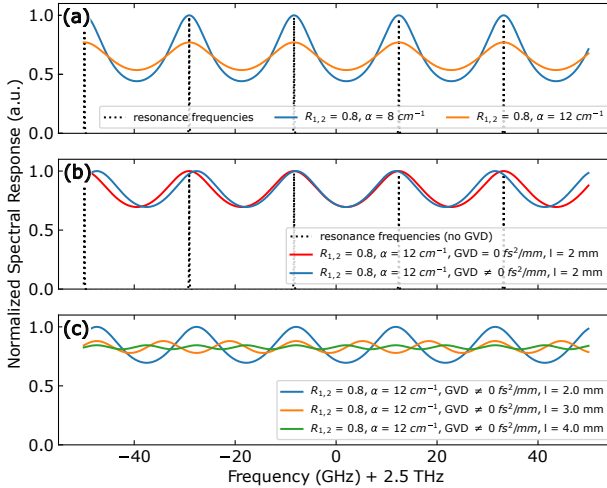 Normalized Spectral Response (a.u.)
(a)
1.0
0.5
0.0
resonance frequencies
R1,2 = 0.8, α = 8 cm⁻¹
R1,2 = 0.8, α = 12 cm⁻¹
(b)
1.0
0.5
0.0
resonance frequencies (no GVD)
R1,2 = 0.8, α = 12 cm⁻¹, GVD = 0 fs²/mm, l = 2 mm
R1,2 = 0.8, α = 12 cm⁻¹, GVD ≠ 0 fs²/mm, l = 2 mm
(c)
1.0
0.5
0.0
R1,2 = 0.8, α = 12 cm⁻¹, GVD ≠ 0 fs²/mm, l = 2.0 mm
R1,2 = 0.8, α = 12 cm⁻¹, GVD ≠ 0 fs²/mm, l = 3.0 mm
R1,2 = 0.8, α = 12 cm⁻¹, GVD ≠ 0 fs²/mm, l = 4.0 mm
−40 −20 0 20 40
Frequency (GHz) + 2.5 THz